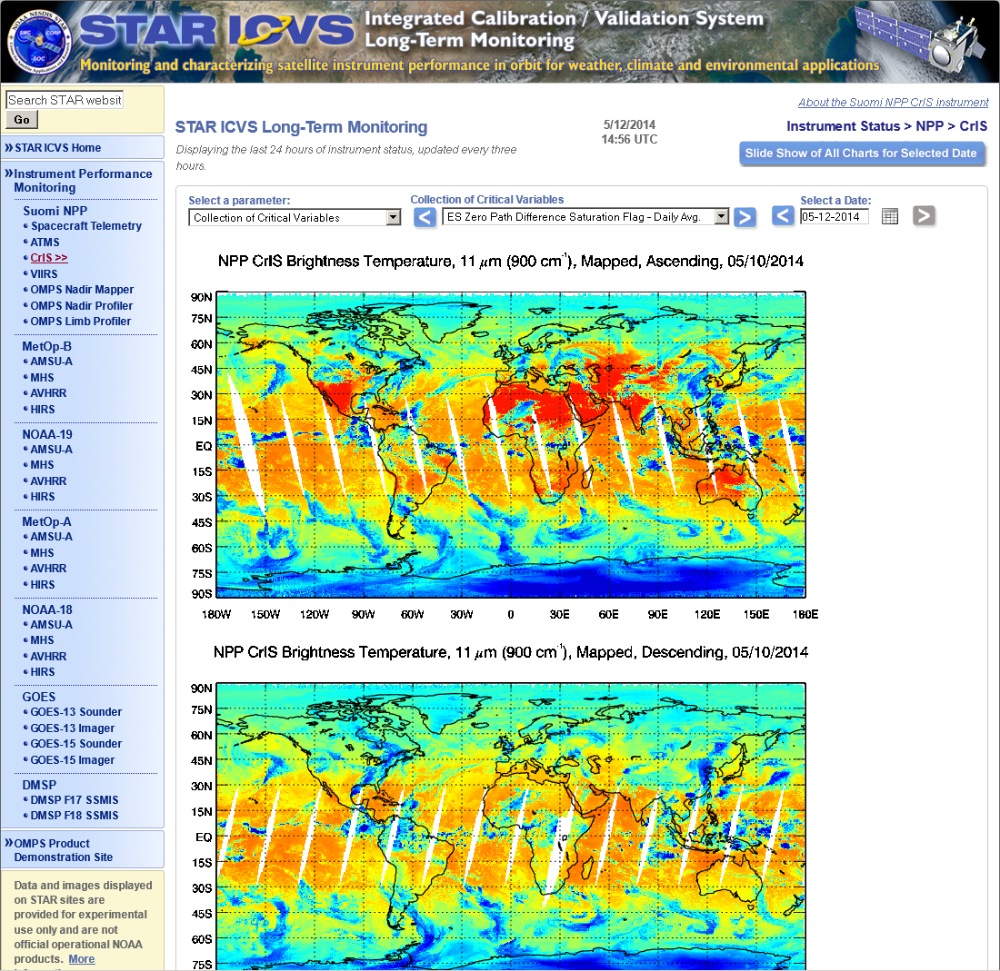 NOAA NESDIS STAR
SMC CORP
SOC
STAR ICVS
Integrated Calibration / Validation System
Long-Term Monitoring
Monitoring and characterizing satellite instrument performance in orbit for weather, climate and environmental applications
Search STAR websit
Go
» STAR ICVS Home
» Instrument Performance
Monitoring
Suomi NPP
Spacecraft Telemetry
ATMS
CrIS >>
VIIRS
OMPS Nadir Mapper
OMPS Nadir Profiler
OMPS Limb Profiler
MetOp-B
AMSU-A
MHS
AVHRR
HIRS
NOAA-19
AMSU-A
MHS
AVHRR
HIRS
MetOp-A
AMSU-A
MHS
AVHRR
HIRS
NOAA-18
AMSU-A
MHS
AVHRR
HIRS
GOES
GOES-13 Sounder
GOES-13 Imager
GOES-15 Sounder
GOES-15 Imager
DMSP
DMSP F17 SSMIS
DMSP F18 SSMIS
» OMPS Product
Demonstration Site
Data and images displayed
on STAR sites are
provided for experimental
use only and are not
official operational NOAA
products. More
About the Suomi NPP CrIS instrument
STAR ICVS Long-Term Monitoring
5/12/2014
14:56 UTC
Instrument Status > NPP > CrIS
Displaying the last 24 hours of instrument status, updated every three
hours.
Slide Show of All Charts for Selected Date
Select a parameter:
Collection of Critical Variables
Collection of Critical Variables
< ES Zero Path Difference Saturation Flag - Daily Avg. >
Select a Date:
< 05-12-2014 >
NPP CrIS Brightness Temperature, 11 μm (900 cm⁻¹), Mapped, Ascending, 05/10/2014
90N
75N
60N
45N
30N
15N
EQ
15S
30S
45S
60S
75S
90S
180W 150W 120W 90W 60W 30W 0 30E 60E 90E 120E 150E 180E
NPP CrIS Brightness Temperature, 11 μm (900 cm⁻¹), Mapped, Descending, 05/10/2014
90N
75N
60N
45N
30N
15N
EQ
15S
30S
45S
60S
75S